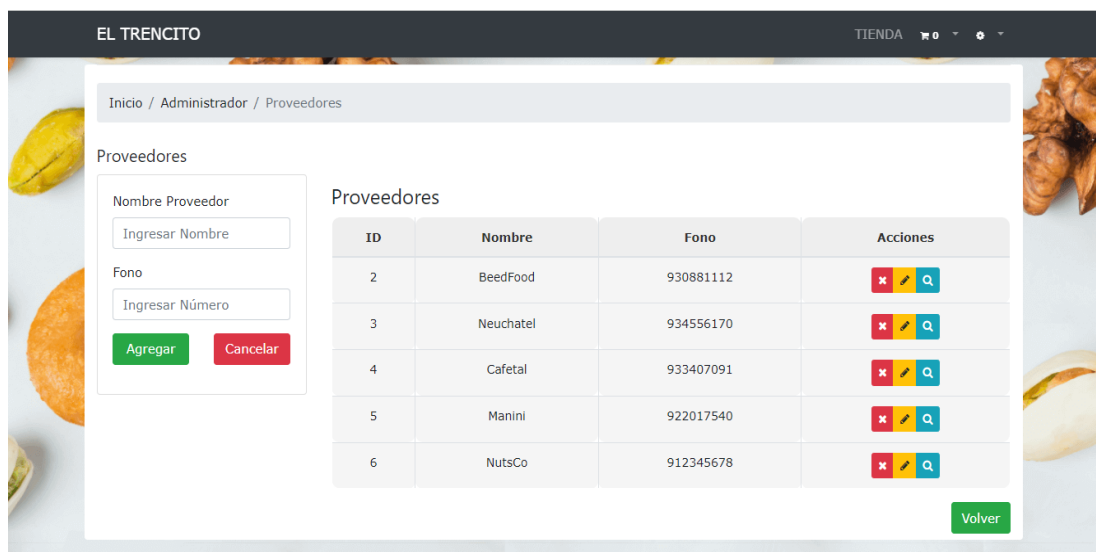 EL TRENCITO
TIENDA 0
Inicio / Administrador / Proveedores
Proveedores
Nombre Proveedor
Ingresar Nombre
Fono
Ingresar Número
Agregar Cancelar
Proveedores
ID Nombre Fono Acciones
2 BeedFood 930881112
3 Neuchatel 934556170
4 Cafetal 933407091
5 Manini 922017540
6 NutsCo 912345678
Volver